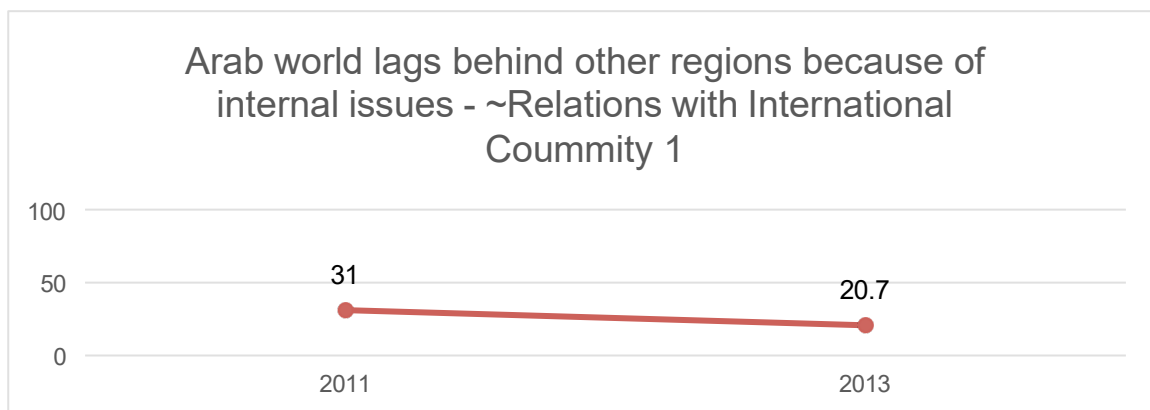 Arab world lags behind other regions because of
internal issues - ~Relations with International
Coummity 1
100
50
0
31
20.7
2011
2013